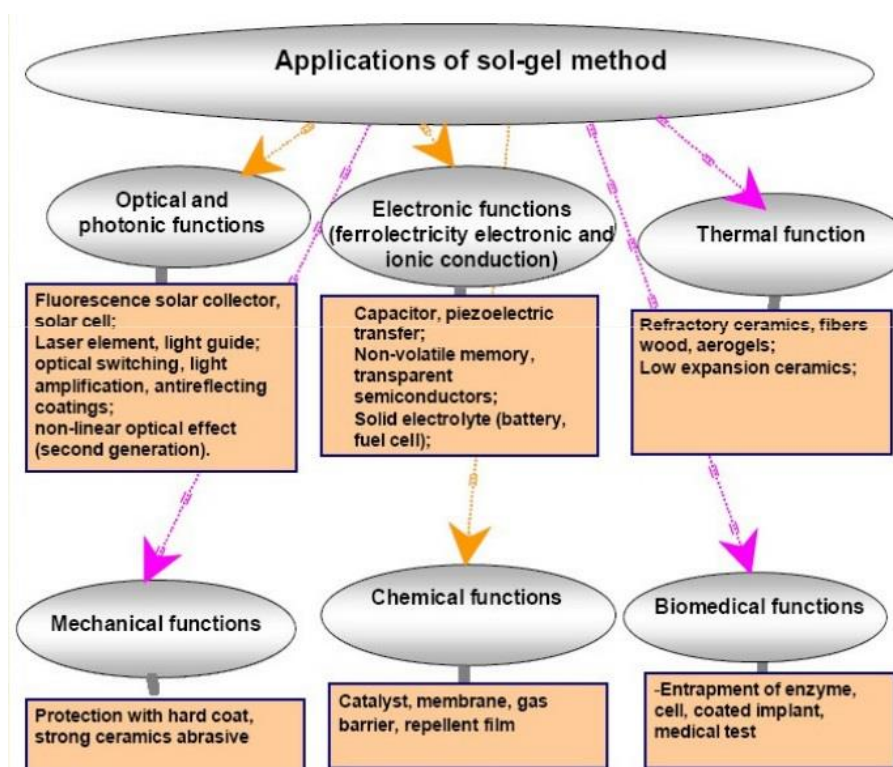 Applications of sol-gel method
Optical and
photonic functions
Electronic functions
(ferrolectricity electronic and
ionic conduction)
Thermal function
Fluorescence solar collector,
solar cell;
Laser element, light guide;
optical switching, light
amplification, antireflecting
coatings;
non-linear optical effect
(second generation).
Capacitor, piezoelectric
transfer;
Non-volatile memory,
transparent
semiconductors;
Solid electrolyte (battery,
fuel cell);
Refractory ceramics, fibers
wood, aerogels;
Low expansion ceramics;
Mechanical functions
Chemical functions
Biomedical functions
Protection with hard coat,
strong ceramics abrasive
Catalyst, membrane, gas
barrier, repellent film
-Entrapment of enzyme,
cell, coated implant,
medical test